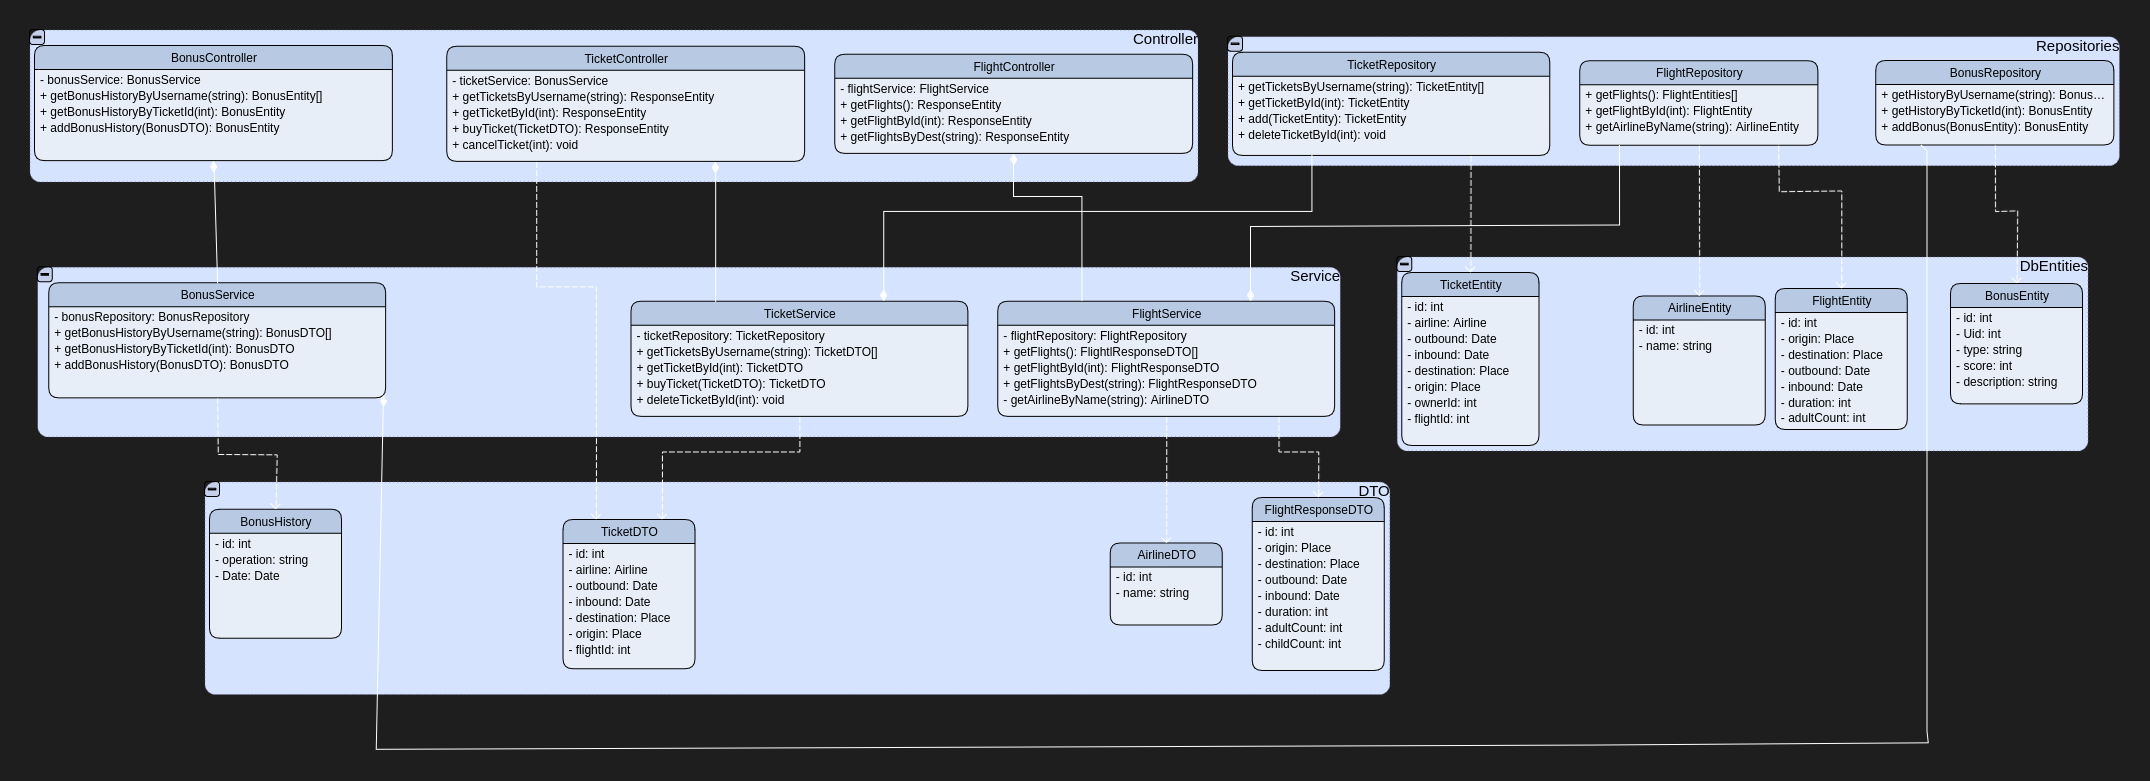 Controller
BonusController
- bonusService: BonusService
+ getBonusHistoryByUsername(string): BonusEntity[]
+ getBonusHistoryByTicketId(int): BonusEntity
+ addBonusHistory(BonusDTO): BonusEntity
TicketController
- ticketService: BonusService
+ getTicketsByUsername(string): ResponseEntity
+ getTicketById(int): ResponseEntity
+ buyTicket(TicketDTO): ResponseEntity
+ cancelTicket(int): void
FlightController
- flightService: FlightService
+ getFlights(): ResponseEntity
+ getFlightById(int): ResponseEntity
+ getFlightsByDest(string): ResponseEntity
Repositories
TicketRepository
+ getTicketsByUsername(string): TicketEntity[]
+ getTicketById(int): TicketEntity
+ add(TicketEntity): TicketEntity
+ deleteTicketById(int): void
FlightRepository
+ getFlights(): FlightEntities[]
+ getFlightById(int): FlightEntity
+ getAirlineByName(string): AirlineEntity
BonusRepository
+ getHistoryByUsername(string): Bonus...
+ getHistoryByTicketId(int): BonusEntity
+ addBonus(BonusEntity): BonusEntity
Service
BonusService
- bonusRepository: BonusRepository
+ getBonusHistoryByUsername(string): BonusDTO[]
+ getBonusHistoryByTicketId(int): BonusDTO
+ addBonusHistory(BonusDTO): BonusDTO
TicketService
- ticketRepository: TicketRepository
+ getTicketsByUsername(string): TicketDTO[]
+ getTicketById(int): TicketDTO
+ buyTicket(TicketDTO): TicketDTO
+ deleteTicketById(int): void
FlightService
- flightRepository: FlightRepository
+ getFlights(): FlightlResponseDTO[]
+ getFlightById(int): FlightResponseDTO
+ getFlightsByDest(string): FlightResponseDTO
- getAirlineByName(string): AirlineDTO
DbEntities
TicketEntity
- id: int
- airline: Airline
- outbound: Date
- inbound: Date
- destination: Place
- origin: Place
- ownerId: int
- flightId: int
AirlineEntity
- id: int
- name: string
FlightEntity
- id: int
- origin: Place
- destination: Place
- outbound: Date
- inbound: Date
- duration: int
- adultCount: int
BonusEntity
- id: int
- Uid: int
- type: string
- score: int
- description: string
DTO
BonusHistory
- id: int
- operation: string
- Date: Date
TicketDTO
- id: int
- airline: Airline
- outbound: Date
- inbound: Date
- destination: Place
- origin: Place
- flightId: int
AirlineDTO
- id: int
- name: string
FlightResponseDTO
- id: int
- origin: Place
- destination: Place
- outbound: Date
- inbound: Date
- duration: int
- adultCount: int
- childCount: int